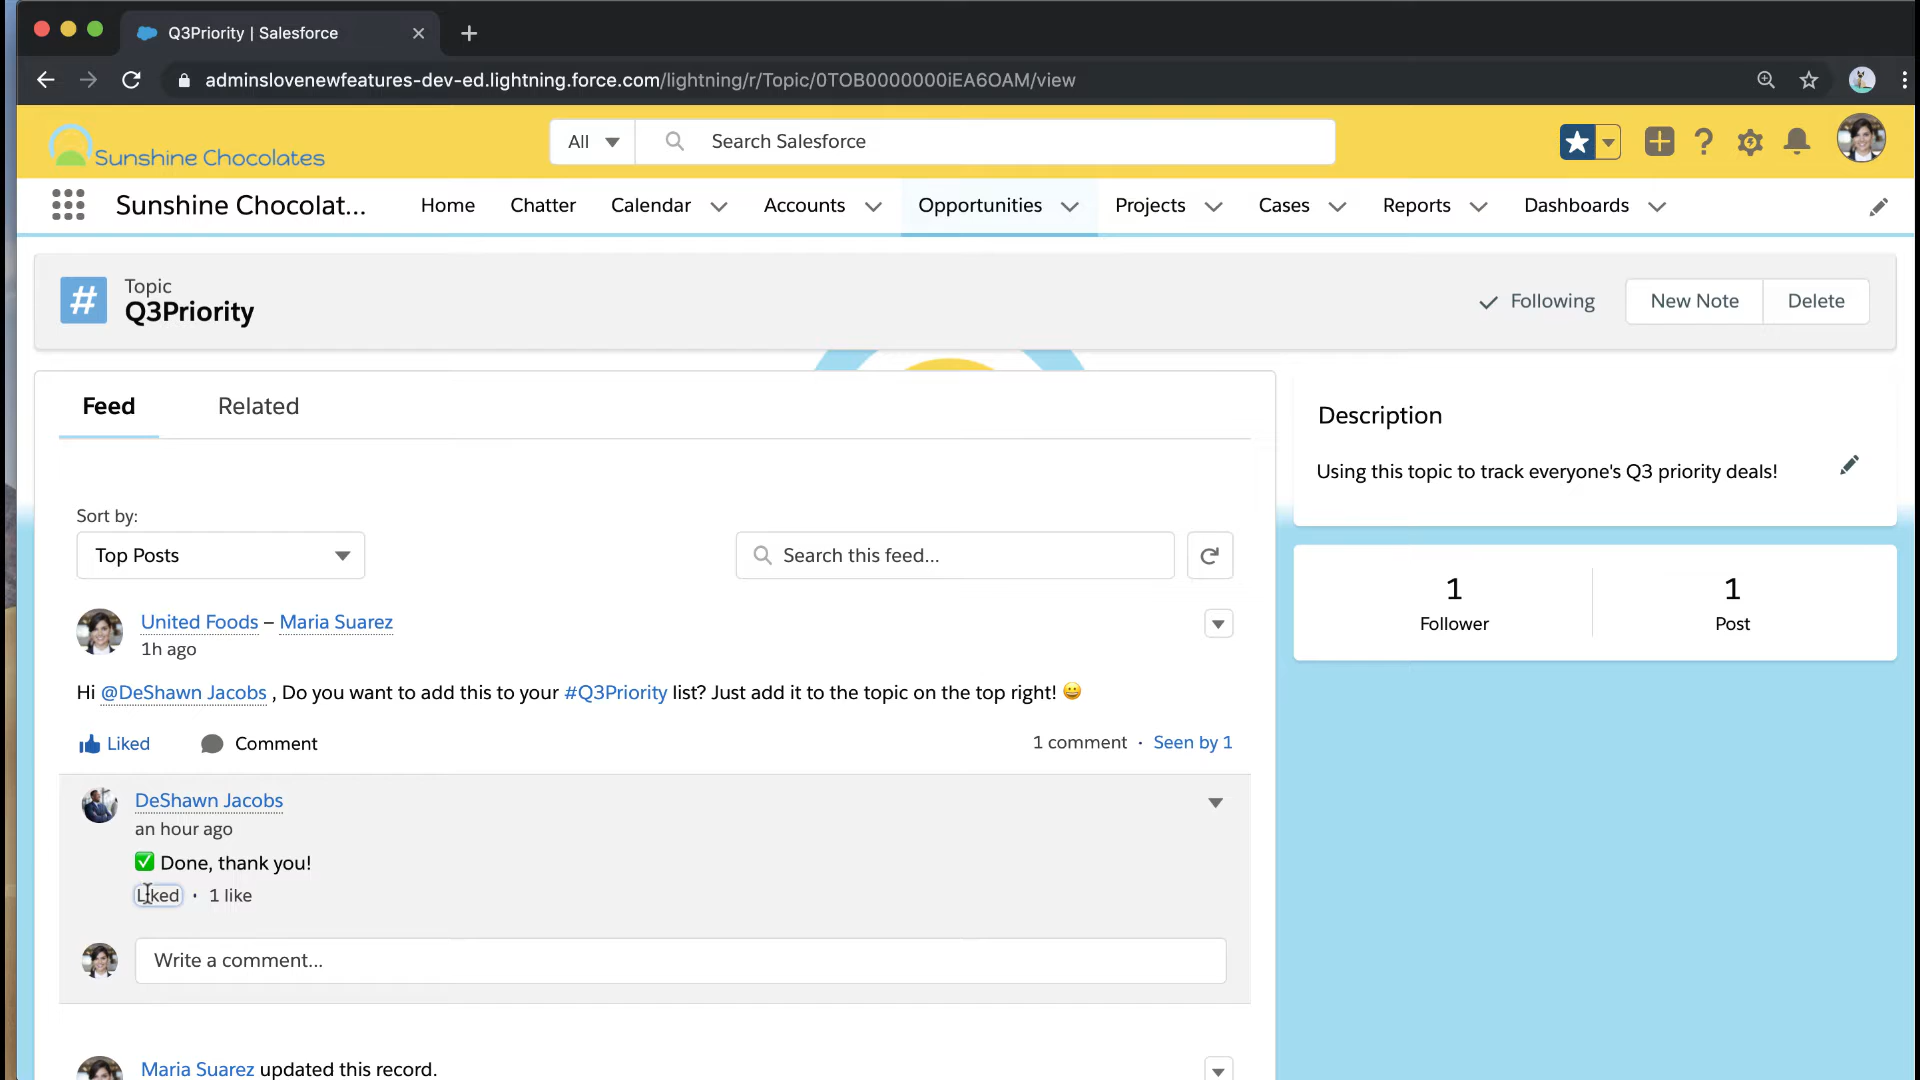 Q3Priority | Salesforce
adminslovenewfeatures-dev-ed.lightning.force.com/lightning/r/Topic/0TOB0000000iEA6OAM/view
Sunshine Chocolates
All
Search Salesforce
Sunshine Chocolat...
Home
Chatter
Calendar
Accounts
Opportunities
Projects
Cases
Reports
Dashboards
#
Topic
Q3Priority
Following
New Note
Delete
Feed
Related
Sort by:
Top Posts
Search this feed...
United Foods – Maria Suarez
1h ago
Hi @DeShawn Jacobs , Do you want to add this to your #Q3Priority list? Just add it to the topic on the top right! 😀
Liked
Comment
1 comment · Seen by 1
DeShawn Jacobs
an hour ago
✅ Done, thank you!
Liked · 1 like
Write a comment...
Maria Suarez updated this record.
Description
Using this topic to track everyone's Q3 priority deals!
1
Follower
1
Post